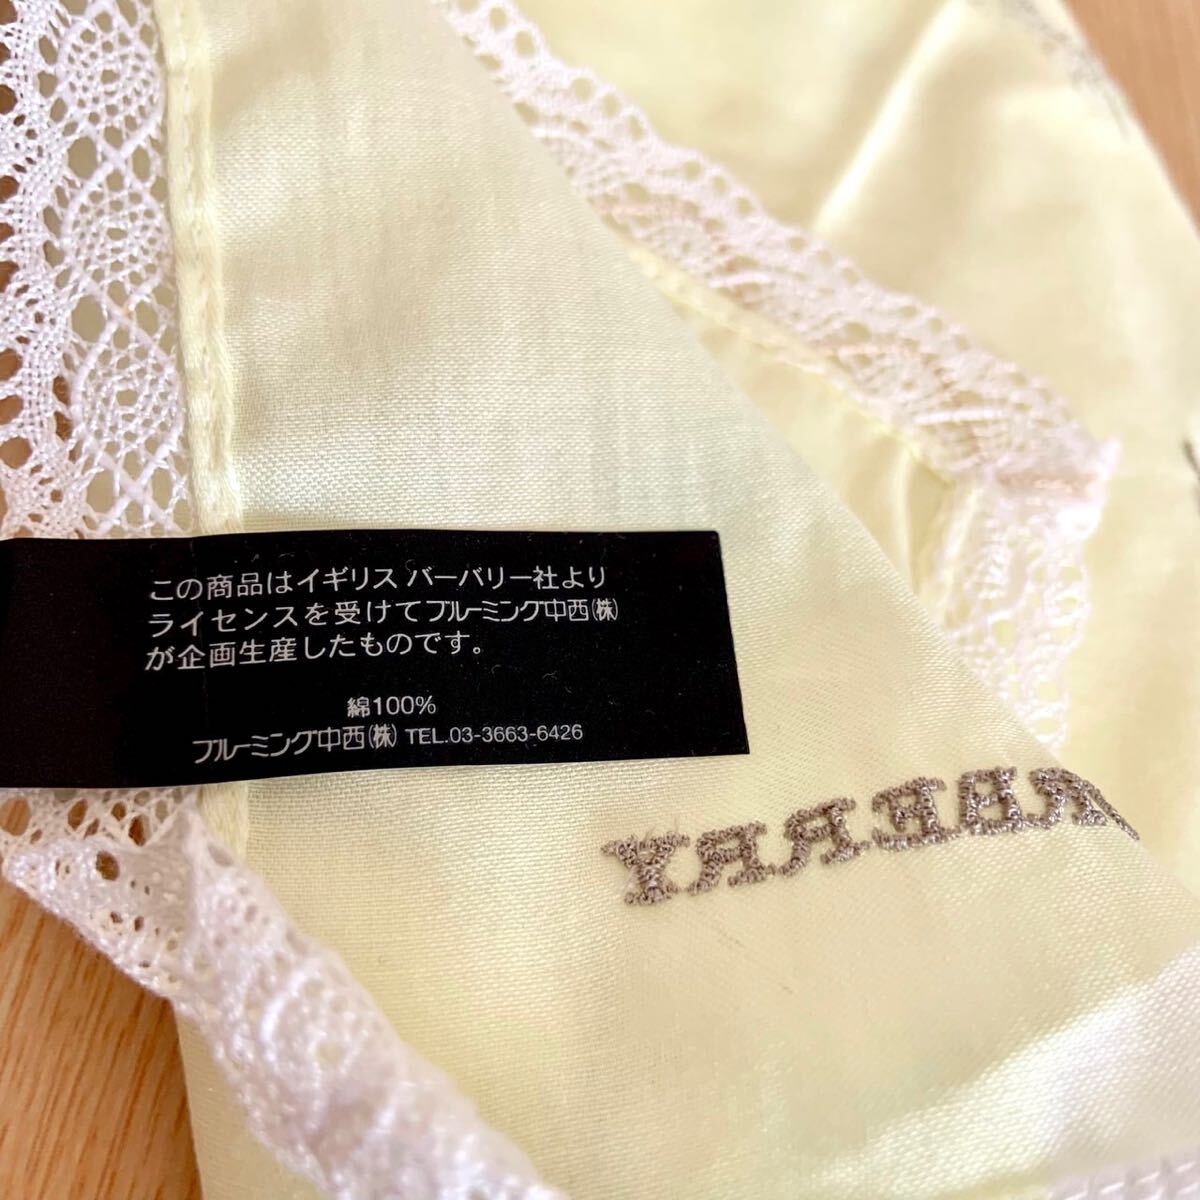 この商品はイギリス バーバリー社より
ライセンスを受けてブルーミング中西(株)
が企画生産したものです。
綿100%
ブルーミング中西(株) TEL.03-3663-6426
RBERRY